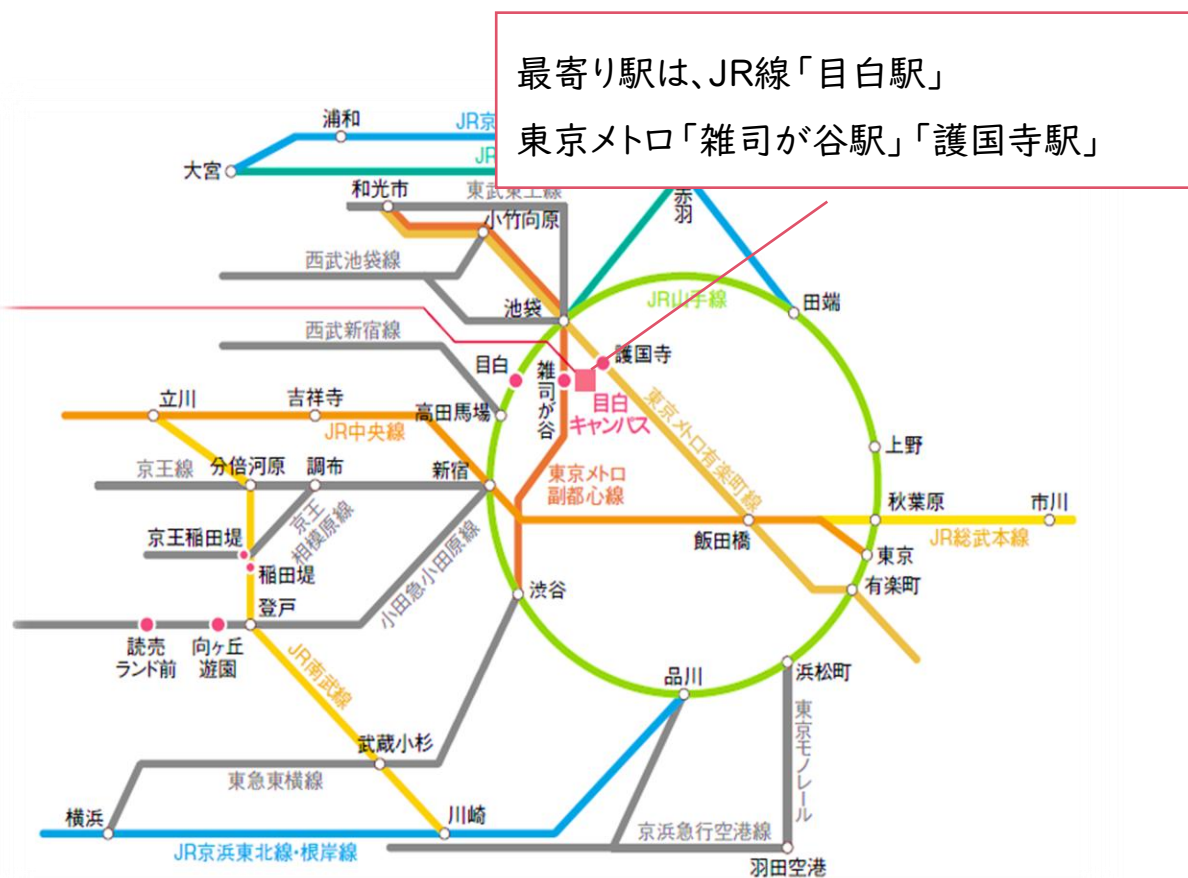 最寄り駅は、JR線「目白駅」
東京メトロ「雑司が谷駅」「護国寺駅」
浦和
JR京
大宮
JR
和光市
東武東上線
赤羽
小竹向原
西武池袋線
池袋
JR山手線
田端
西武新宿線
目白
雑司が谷
護国寺
目白
キャンパス
立川
吉祥寺
高田馬場
JR中央線
東京メトロ有楽町線
上野
京王線
分倍河原
調布
新宿
東京メトロ
副都心線
秋葉原
市川
京王稲田堤
京王
相模原線
飯田橋
JR総武本線
東京
稲田堤
小田急小田原線
渋谷
有楽町
登戸
読売
ランド前
向ヶ丘
遊園
JR南武線
品川
浜松町
武蔵小杉
東京モノレール
東急東横線
横浜
川崎
京浜急行空港線
JR京浜東北線・根岸線
羽田空港